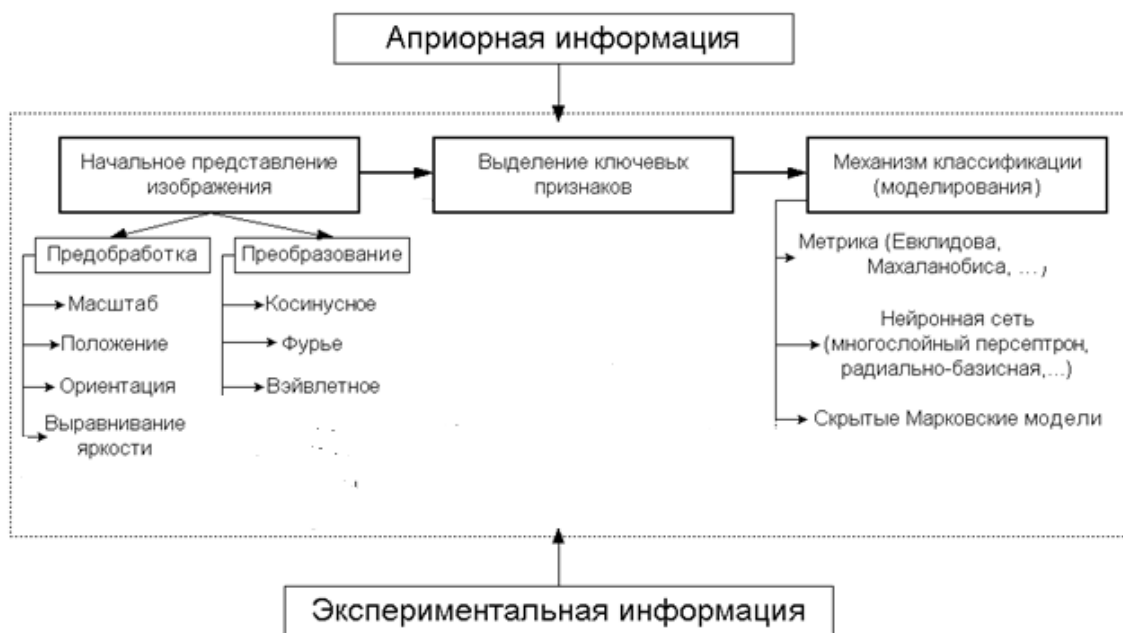 Априорная информация
Начальное представление
изображения
Выделение ключевых
признаков
Механизм классификации
(моделирования)
Предобработка
Масштаб
Положение
Ориентация
Выравнивание
яркости
Преобразование
Косинусное
Фурье
Вэйвлетное
Метрика (Евклидова,
Махаланобиса, ...)
Нейронная сеть
(многослойный персептрон,
радиально-базисная,...)
Скрытые Марковские модели
Экспериментальная информация